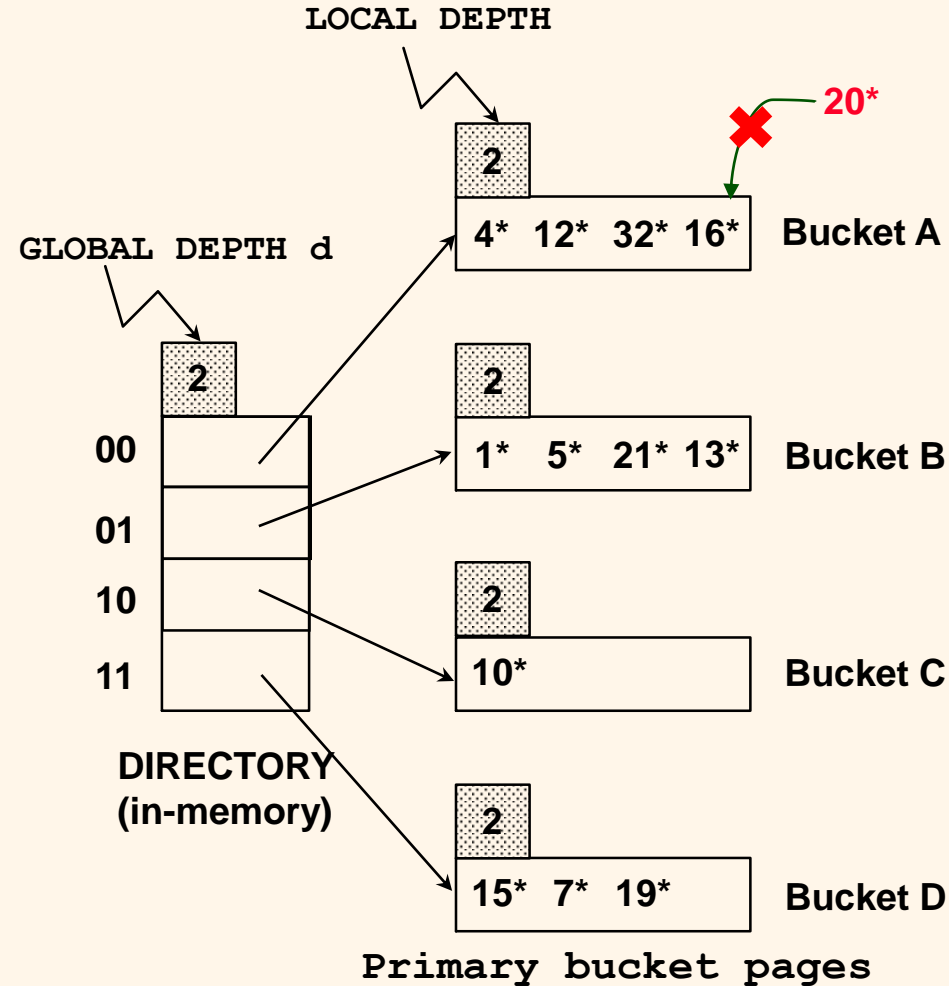 LOCAL DEPTH
20*
2
4* 12* 32* 16* Bucket A
GLOBAL DEPTH d
2
2
00
1* 5* 21* 13* Bucket B
01
2
10
11
10* Bucket C
DIRECTORY
(in-memory)
2
15* 7* 19* Bucket D
Primary bucket pages